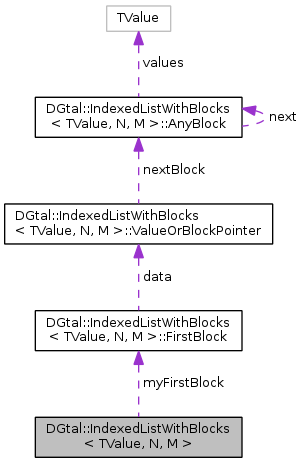 TValue
values
DGtal::IndexedListWithBlocks
< TValue, N, M >::AnyBlock
next
nextBlock
DGtal::IndexedListWithBlocks
< TValue, N, M >::ValueOrBlockPointer
data
DGtal::IndexedListWithBlocks
< TValue, N, M >::FirstBlock
myFirstBlock
DGtal::IndexedListWithBlocks
< TValue, N, M >